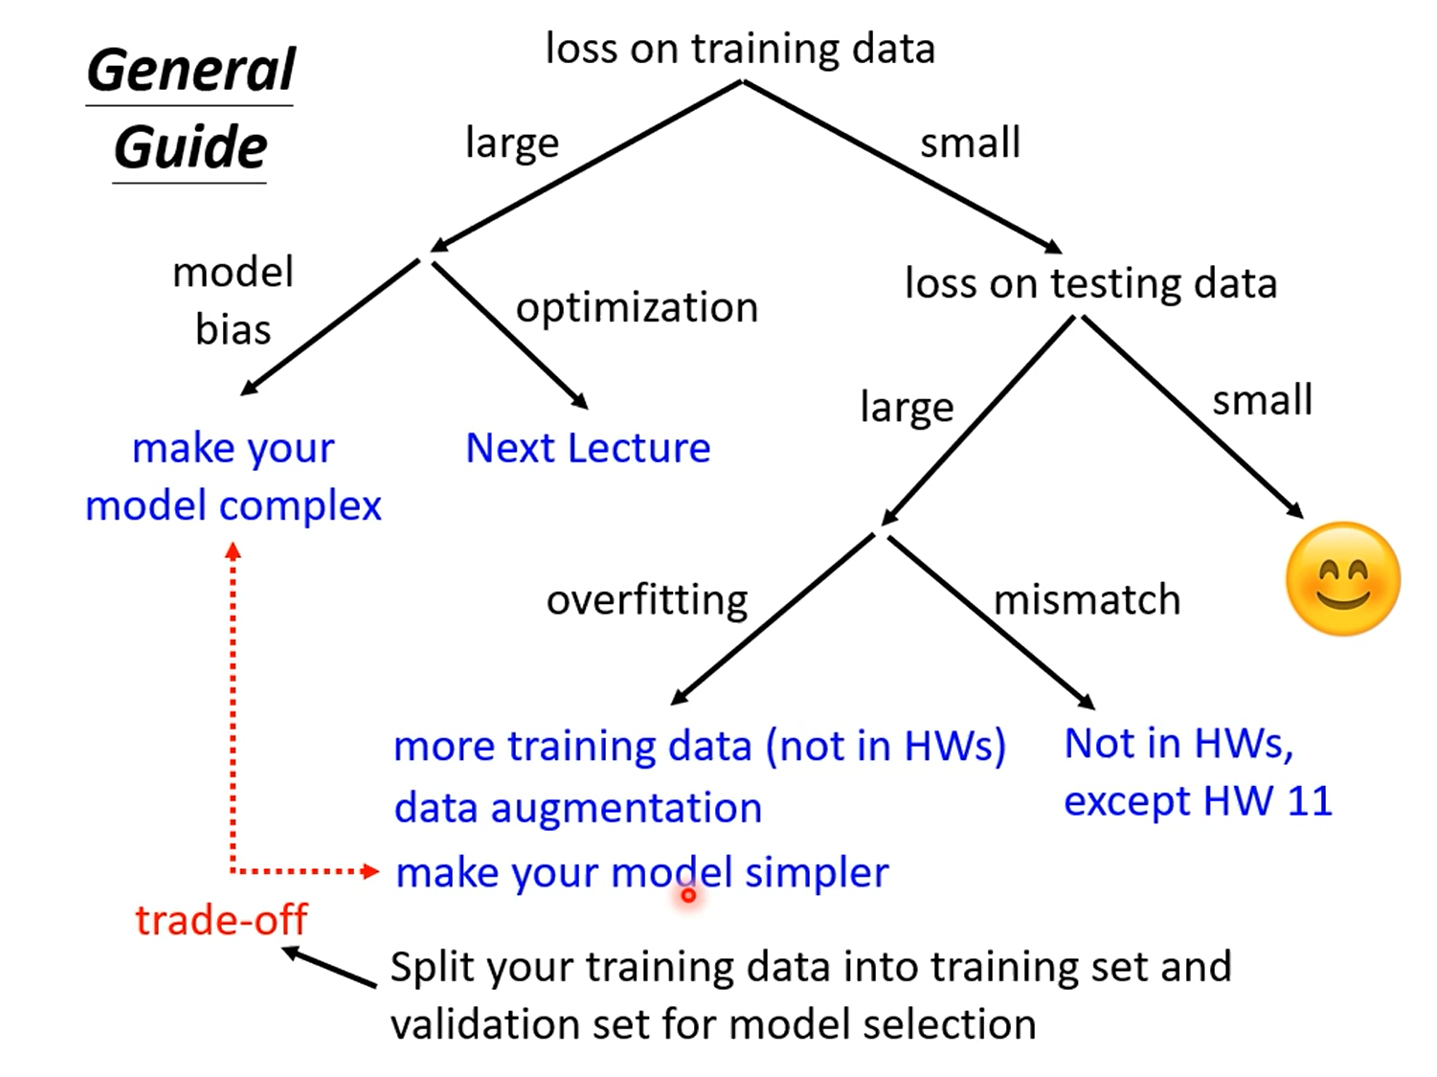 General
Guide
loss on training data
large
small
model
bias
optimization
loss on testing data
make your
model complex
Next Lecture
large
small
overfitting
mismatch
more training data (not in HWs)
data augmentation
make your model simpler
Not in HWs,
except HW 11
trade-off
Split your training data into training set and
validation set for model selection